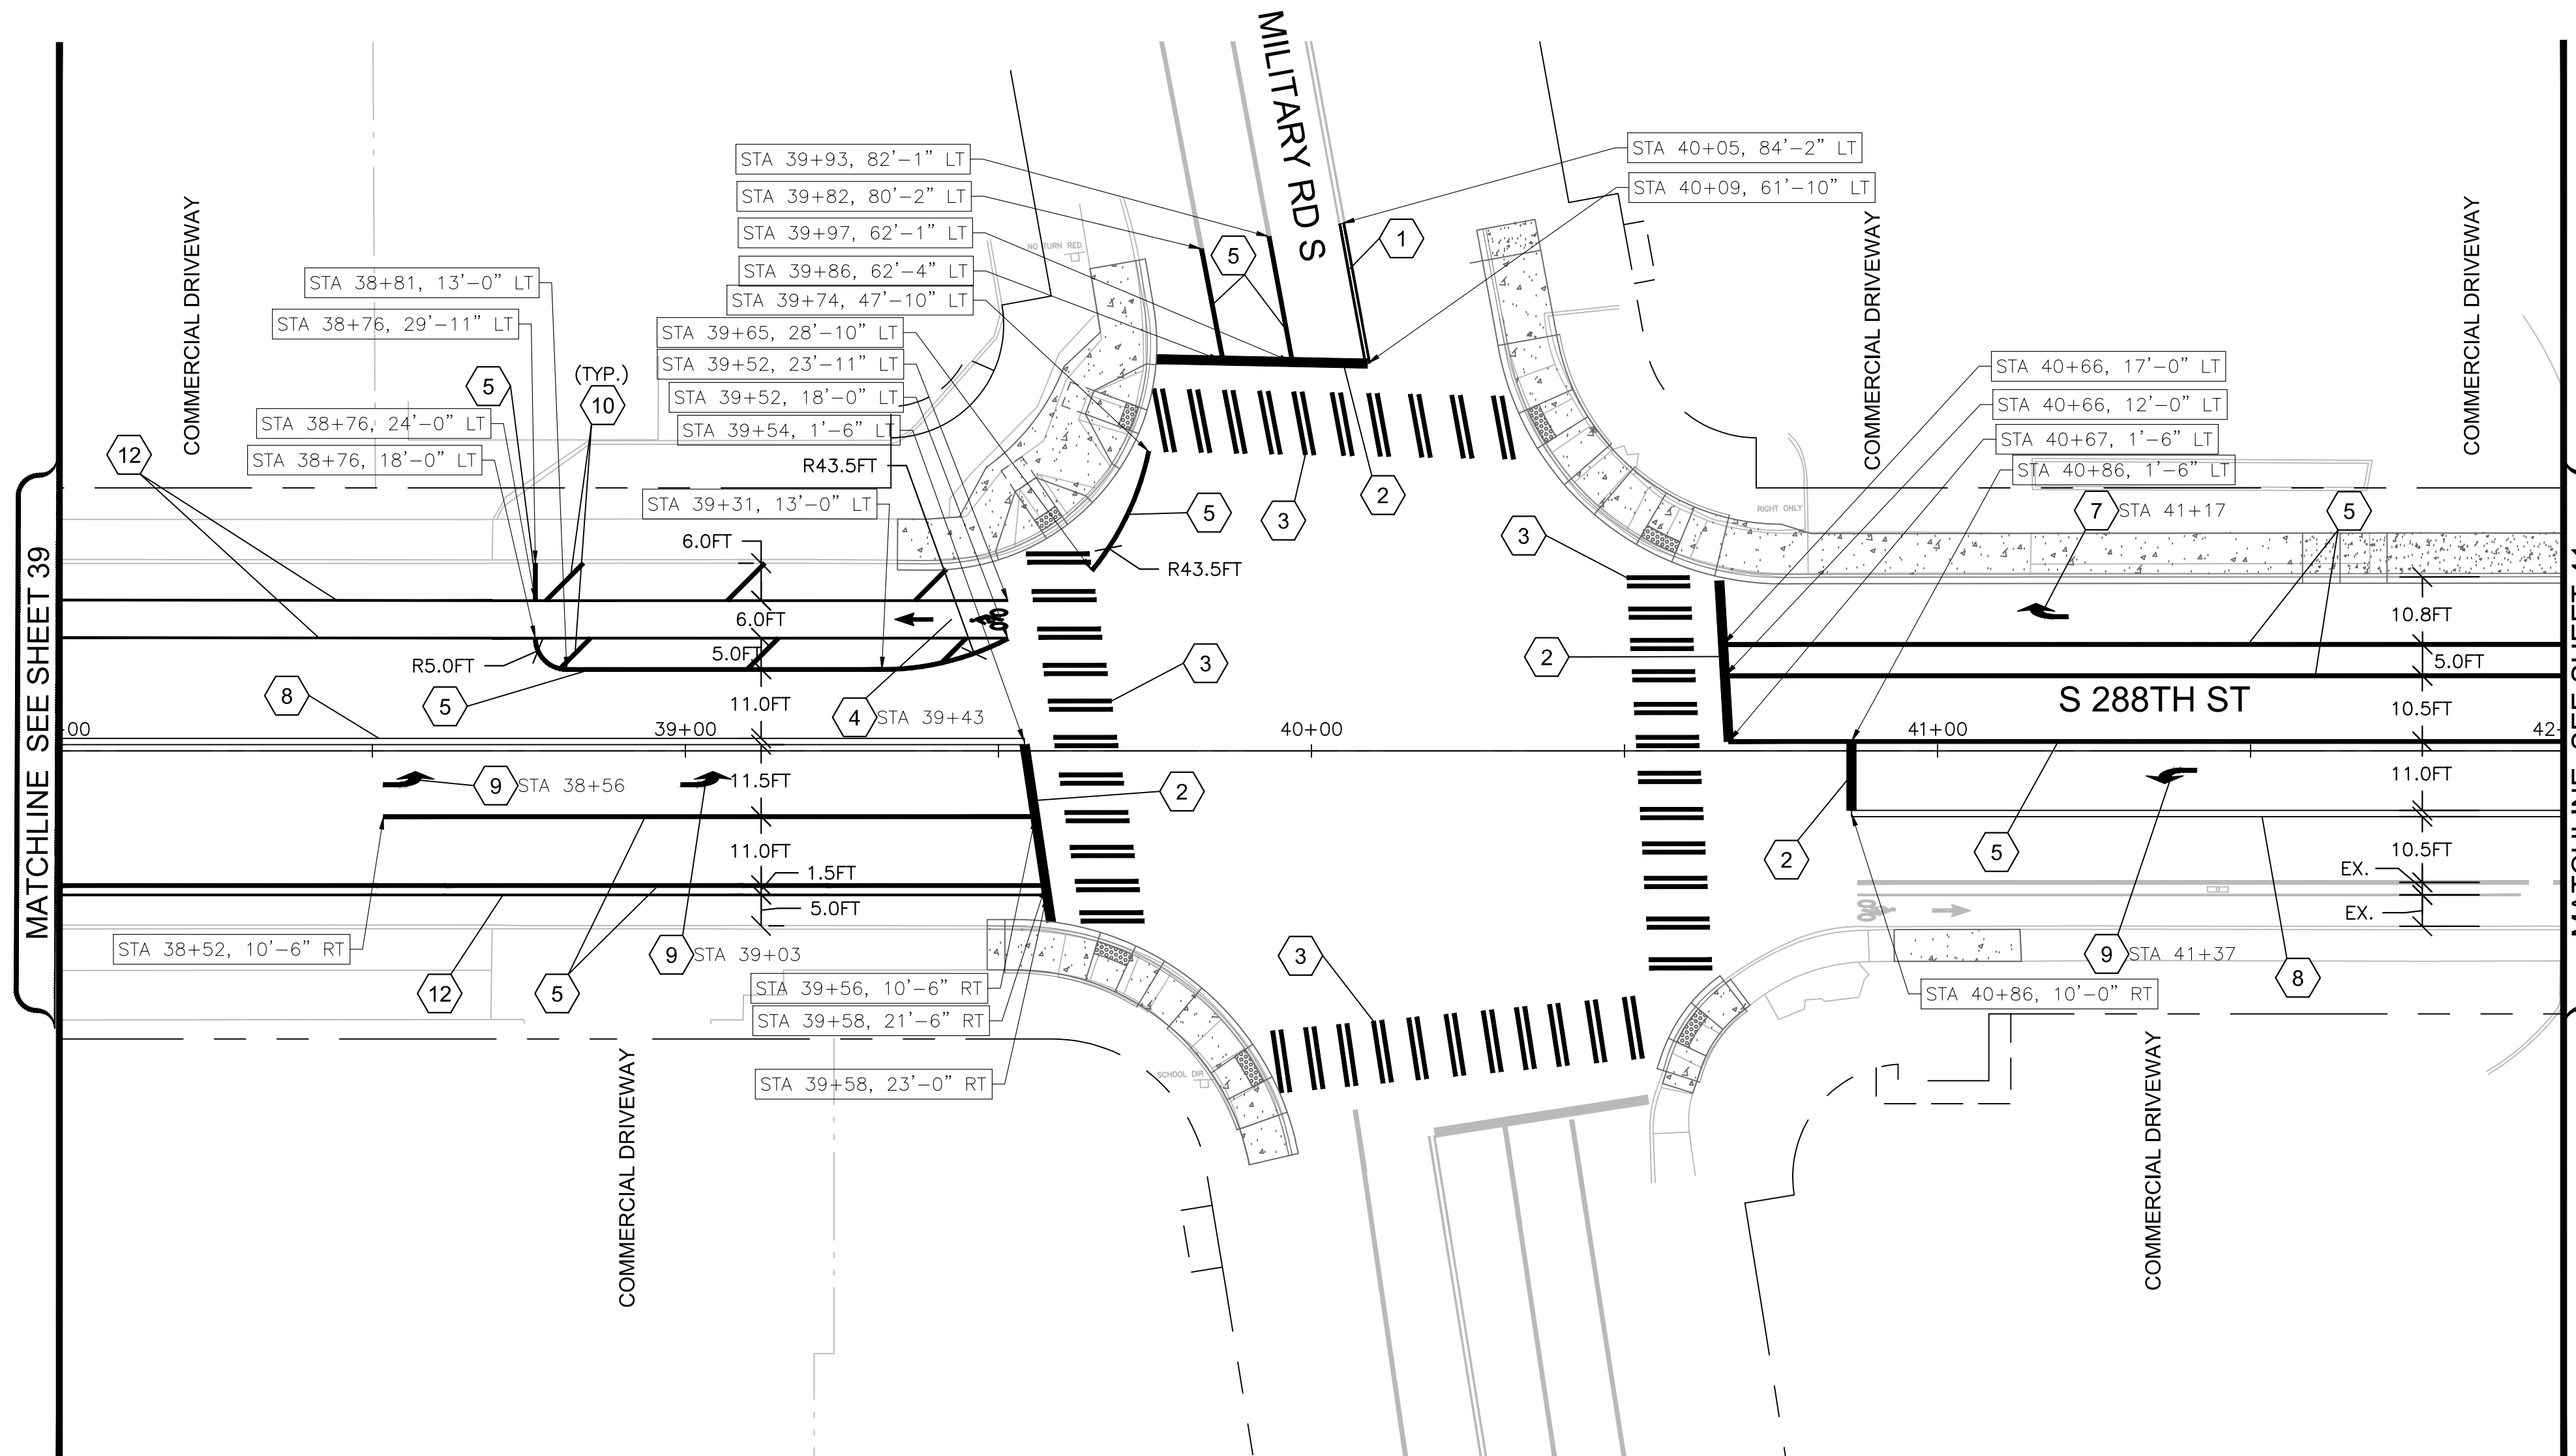 MILITARY RD S
STA 39+93, 82'-1" LT
STA 39+82, 80'-2" LT
STA 39+97, 62'-1" LT
STA 39+86, 62'-4" LT
STA 39+74, 47'-10" LT
STA 39+65, 28'-10" LT
STA 39+52, 23'-11" LT
STA 39+52, 18'-0" LT
STA 39+54, 1'-6" LT
R43.5FT
STA 39+31, 13'-0" LT
STA 40+05, 84'-2" LT
STA 40+09, 61'-10" LT
1
5
NO TURN RED
COMMERCIAL DRIVEWAY
STA 38+81, 13'-0" LT
STA 38+76, 29'-11" LT
5
(TYP.)
10
STA 38+76, 24'-0" LT
STA 38+76, 18'-0" LT
12
COMMERCIAL DRIVEWAY
COMMERCIAL DRIVEWAY
STA 40+66, 17'-0" LT
STA 40+66, 12'-0" LT
STA 40+67, 1'-6" LT
STA 40+86, 1'-6" LT
RIGHT ONLY
7
STA 41+17
5
2
3
5
3
R43.5FT
6.0FT
6.0FT
5.0FT
R5.0FT
11.0FT
8
5
4
STA 39+43
3
2
10.8FT
5.0FT
S 288TH ST
10.5FT
MATCHLINE SEE SHEET 39
+00
39+00
40+00
41+00
42+
9
STA 38+56
11.5FT
2
11.0FT
11.0FT
1.5FT
5.0FT
2
5
10.5FT
EX.
EX.
STA 38+52, 10'-6" RT
9
STA 39+03
12
5
STA 39+56, 10'-6" RT
STA 39+58, 21'-6" RT
STA 39+58, 23'-0" RT
3
9
STA 41+37
8
STA 40+86, 10'-0" RT
SCHOOL DIR
COMMERCIAL DRIVEWAY
COMMERCIAL DRIVEWAY